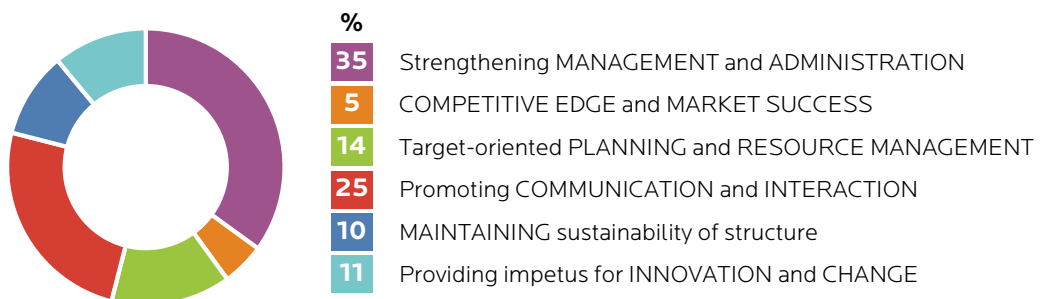 %
35 Strengthening MANAGEMENT and ADMINISTRATION
5 COMPETITIVE EDGE and MARKET SUCCESS
14 Target-oriented PLANNING and RESOURCE MANAGEMENT
25 Promoting COMMUNICATION and INTERACTION
10 MAINTAINING sustainability of structure
11 Providing impetus for INNOVATION and CHANGE